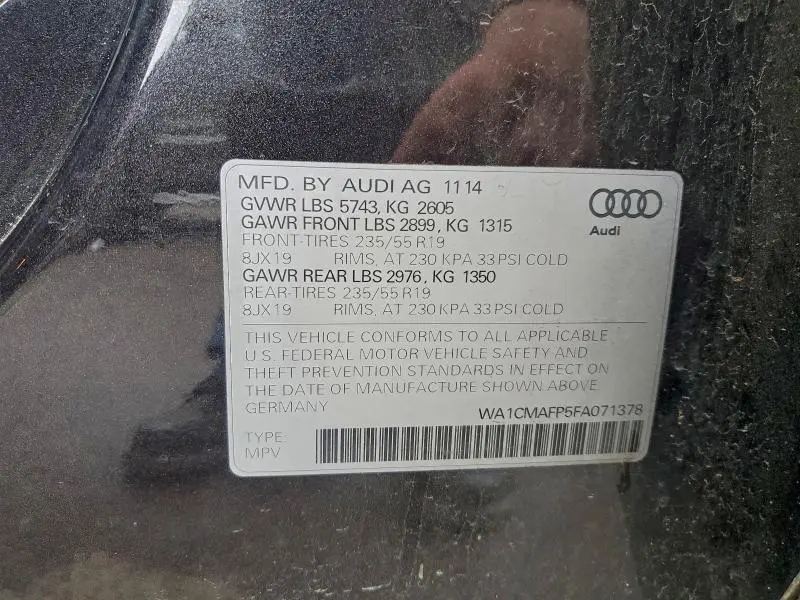 MFD. BY AUDI AG 1114
GVWR LBS 5743, KG 2605
GAWR FRONT LBS 2899, KG 1315
FRONT-TIRES 235/55 R19
8JX19 RIMS, AT 230 KPA 33 PSI COLD
GAWR REAR LBS 2976, KG 1350
REAR-TIRES 235/55 R19
8JX19 RIMS, AT 230 KPA 33 PSI COLD
Audi
THIS VEHICLE CONFORMS TO ALL APPLICABLE
U.S. FEDERAL MOTOR VEHICLE SAFETY AND
THEFT PREVENTION STANDARDS IN EFFECT ON
THE DATE OF MANUFACTURE SHOWN ABOVE
GERMANY
WA1CMAFP5FA071378
TYPE:
MPV